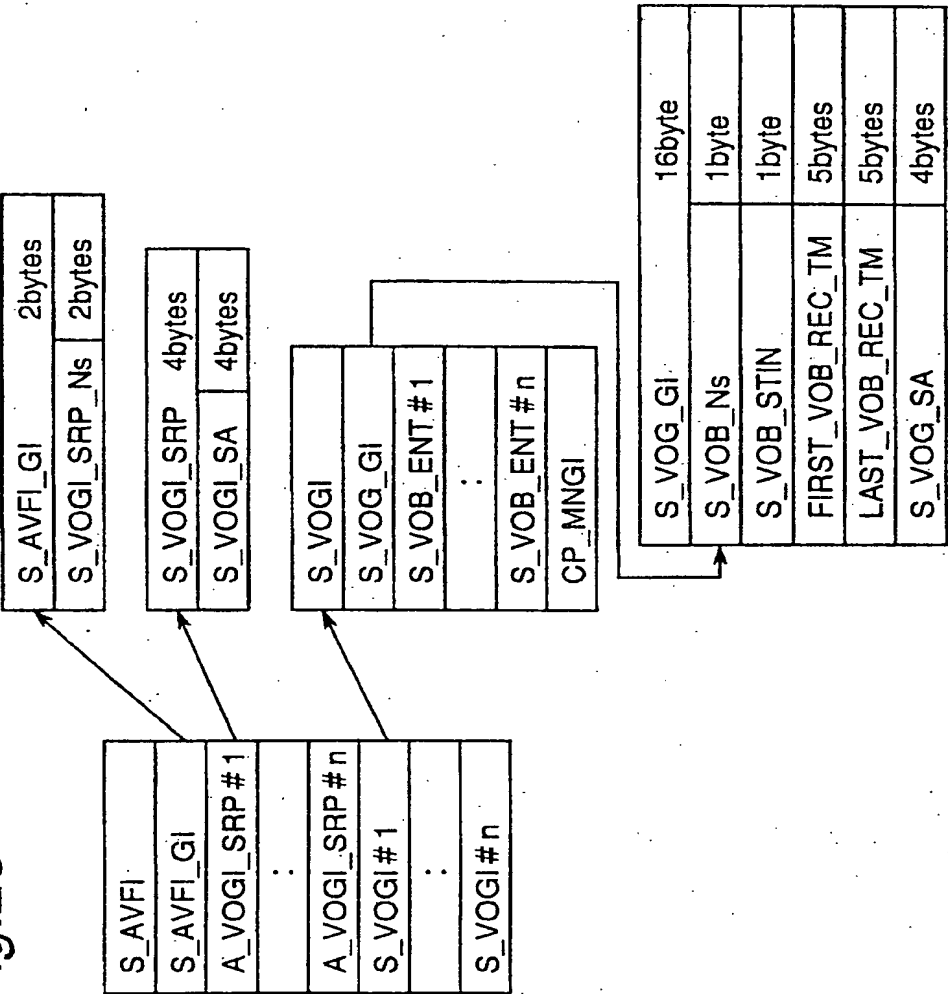 S_AVFI
S_AVFI_GI
A_VOGI_SRP#1
:
A_VOGI_SRP#n
S_VOGI#1
:
S_VOGI#n
S_AVFI_GI 2bytes
S_VOGI_SRP_Ns 2bytes
S_VOGI_SRP 4bytes
S_VOGI_SA 4bytes
S_VOGI
S_VOG_GI
S_VOB_ENT#1
:
S_VOB_ENT#n
CP_MNGI
S_VOG_GI 16byte
S_VOB_Ns 1byte
S_VOB_STIN 1byte
FIRST_VOB_REC_TM 5bytes
LAST_VOB_REC_TM 5bytes
S_VOG_SA 4bytes